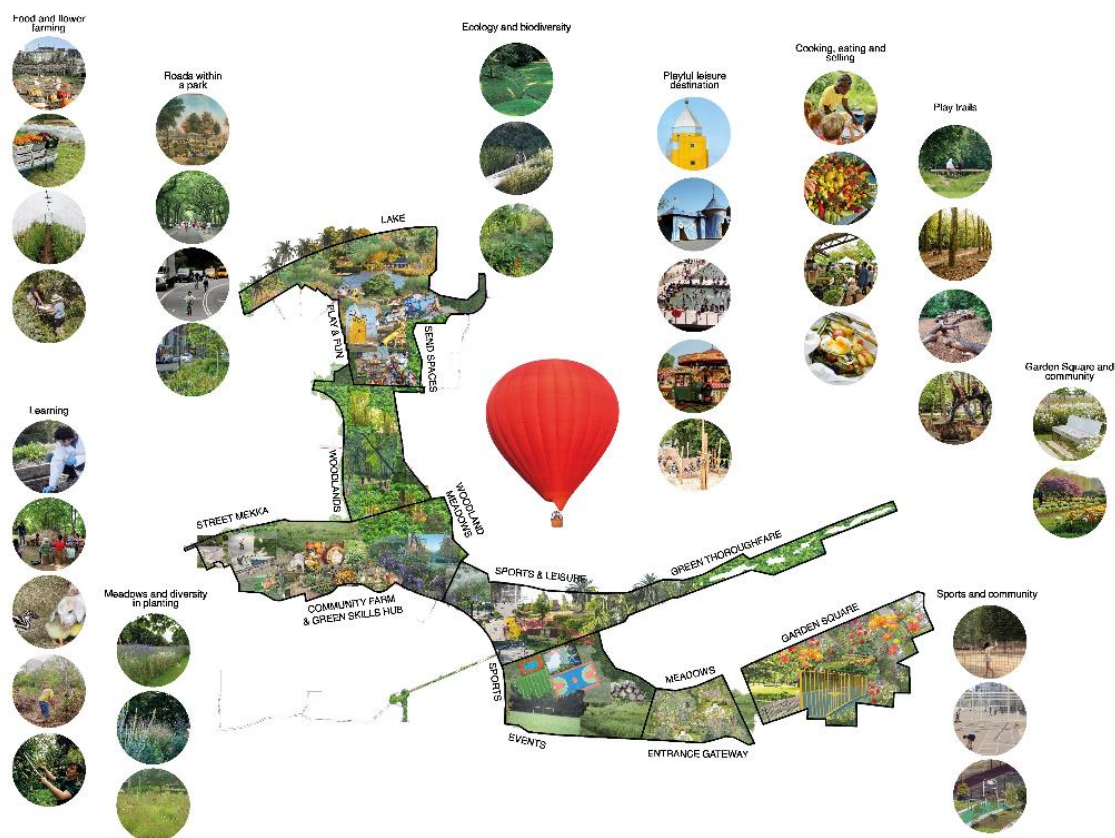 Food and flower
farming
Roads within
a park
Ecology and biodiversity
Playful leisure
destination
Cooking, eating and
selling
Play trails
Garden Square and
community
Learning
Meadows and diversity
in planting
Sports and community
LAKE
PLAY & FUN
SEND SPACES
WOODLANDS
WOODLAND
MEADOWS
STREET MEKKA
COMMUNITY FARM
& GREEN SKILLS HUB
SPORTS & LEISURE
GREEN THOROUGHFARE
GARDEN SQUARE
SPORTS
MEADOWS
EVENTS
ENTRANCE GATEWAY